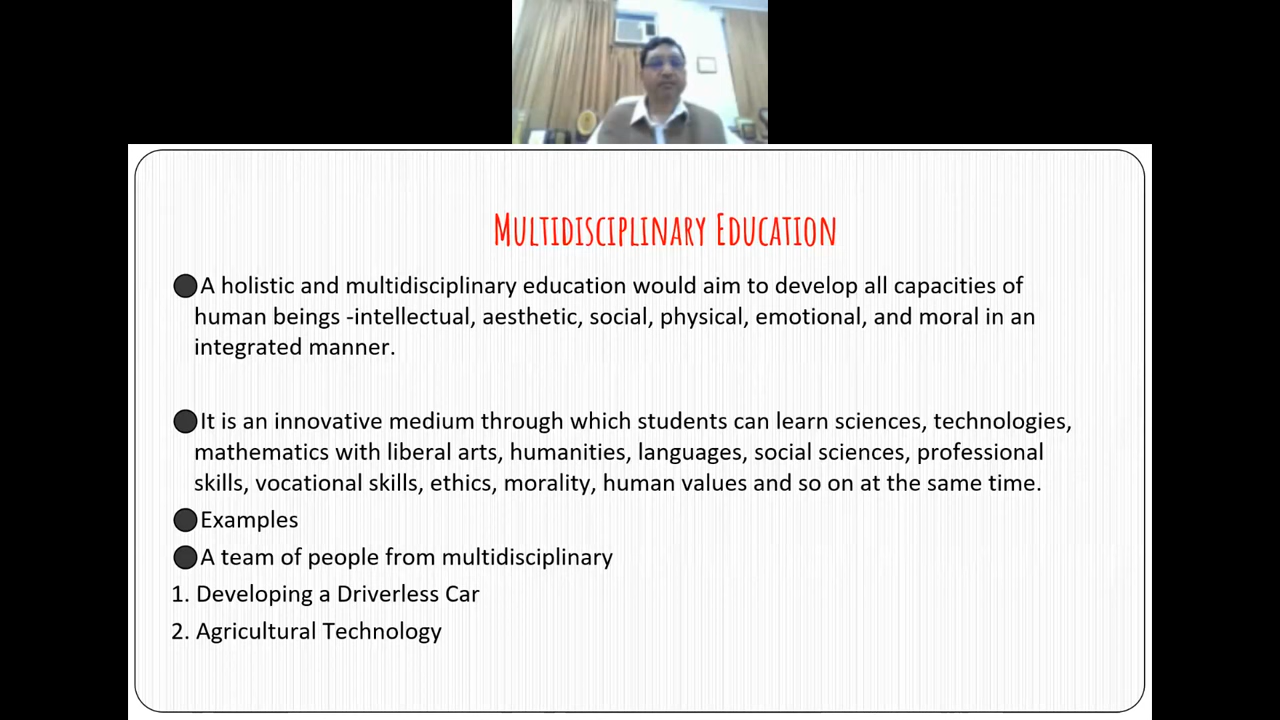 Multidisciplinary Education
●A holistic and multidisciplinary education would aim to develop all capacities of
human beings -intellectual, aesthetic, social, physical, emotional, and moral in an
integrated manner.
●It is an innovative medium through which students can learn sciences, technologies,
mathematics with liberal arts, humanities, languages, social sciences, professional
skills, vocational skills, ethics, morality, human values and so on at the same time.
●Examples
●A team of people from multidisciplinary
1. Developing a Driverless Car
2. Agricultural Technology